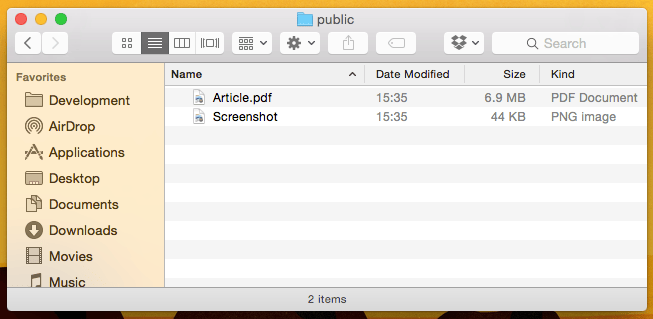 public
Search
Favorites
Development
AirDrop
Applications
Desktop
Documents
Downloads
Movies
Music
Name Date Modified Size Kind
Article.pdf 15:35 6.9 MB PDF Document
Screenshot 15:35 44 KB PNG image
2 items